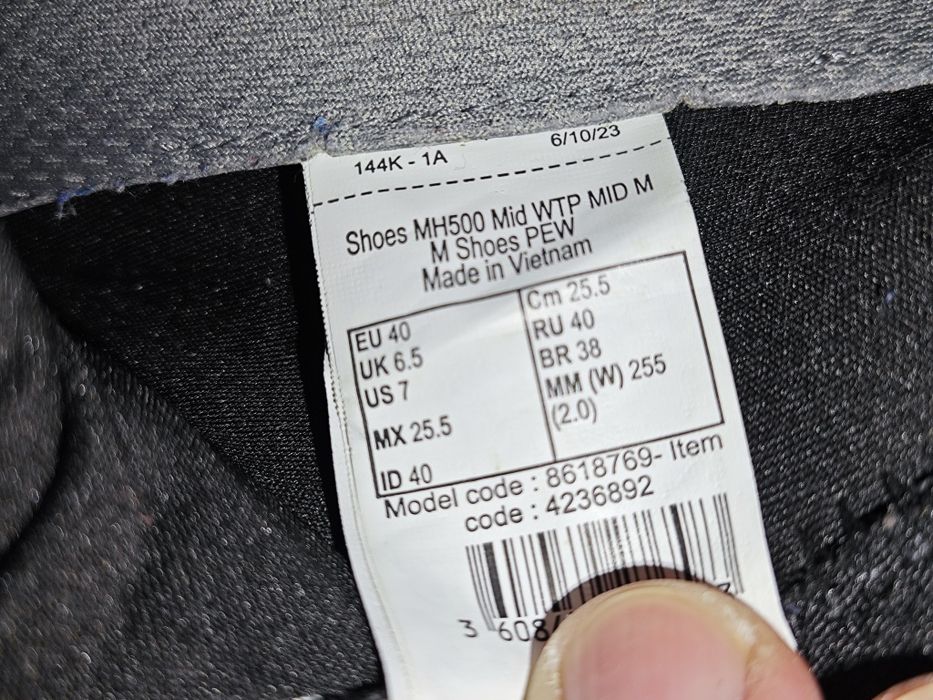 144K - 1A 6/10/23
Shoes MH500 Mid WTP MID M
M Shoes PEW
Made in Vietnam
EU 40
UK 6.5
US 7
MX 25.5
ID 40
Cm 25.5
RU 40
BR 38
MM (W) 255
(2.0)
Model code : 8618769- Item
code : 4236892
3 608